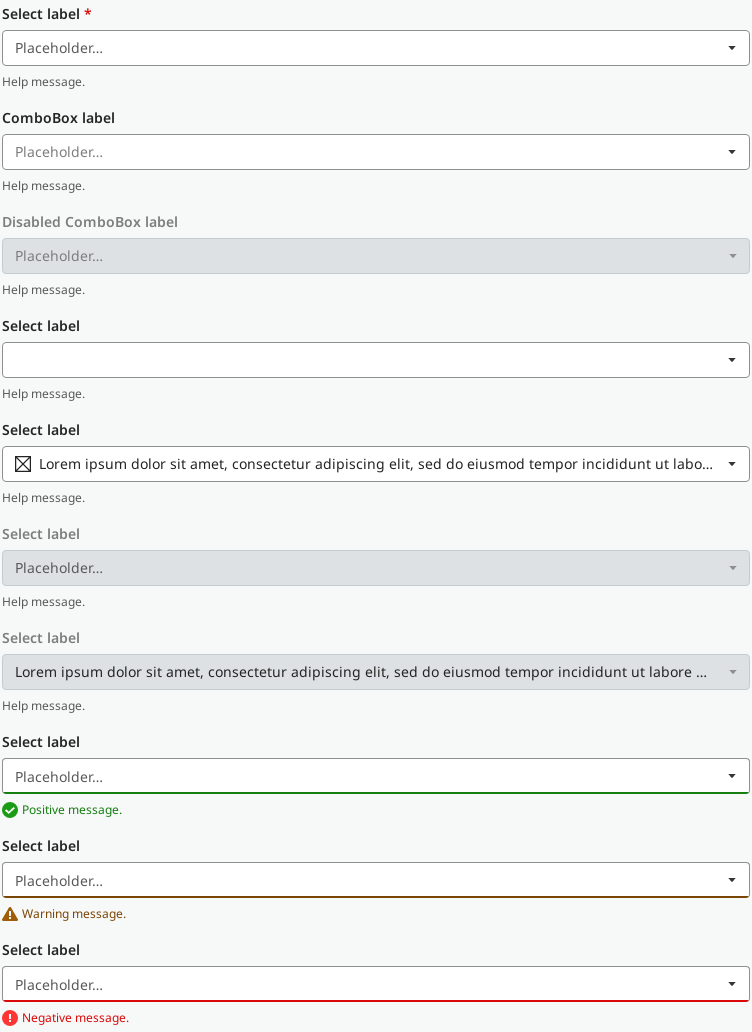 Select label *
Placeholder...
Help message.
ComboBox label
Placeholder...
Help message.
Disabled ComboBox label
Placeholder...
Help message.
Select label
Help message.
Select label
Lorem ipsum dolor sit amet, consectetur adipiscing elit, sed do eiusmod tempor incididunt ut labo...
Help message.
Select label
Placeholder...
Help message.
Select label
Lorem ipsum dolor sit amet, consectetur adipiscing elit, sed do eiusmod tempor incididunt ut labore ...
Help message.
Select label
Placeholder...
Positive message.
Select label
Placeholder...
Warning message.
Select label
Placeholder...
Negative message.